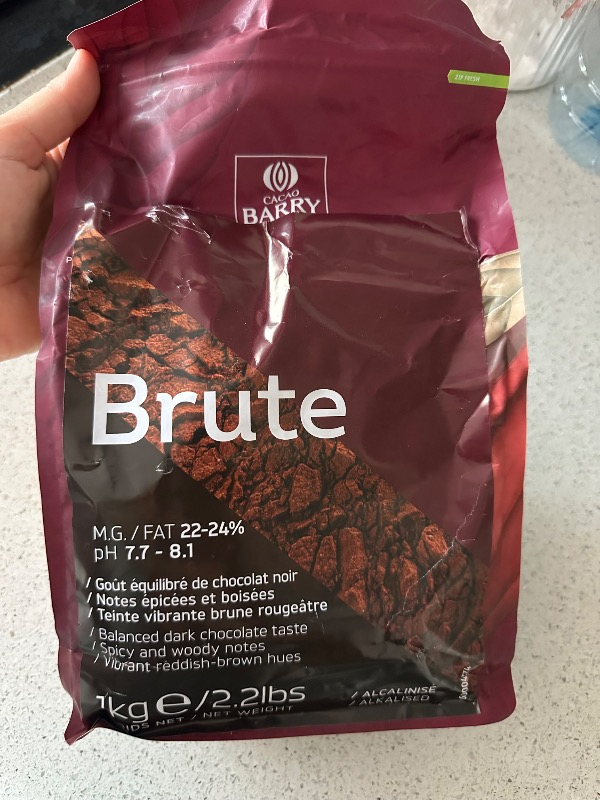 ZIP FRESH
CACAO
BARRY
Brute
M.G. / FAT 22-24%
pH 7.7 - 8.1
/ Goût équilibré de chocolat noir
/ Notes épicées et boisées
/ Teinte vibrante brune rougeâtre
/ Balanced dark chocolate taste
/ Spicy and woody notes
/ Vibrant reddish-brown hues
1kg e/2.2lbs
NET / NET WEIGHT
/ ALCALINISÉ
/ ALKALISED